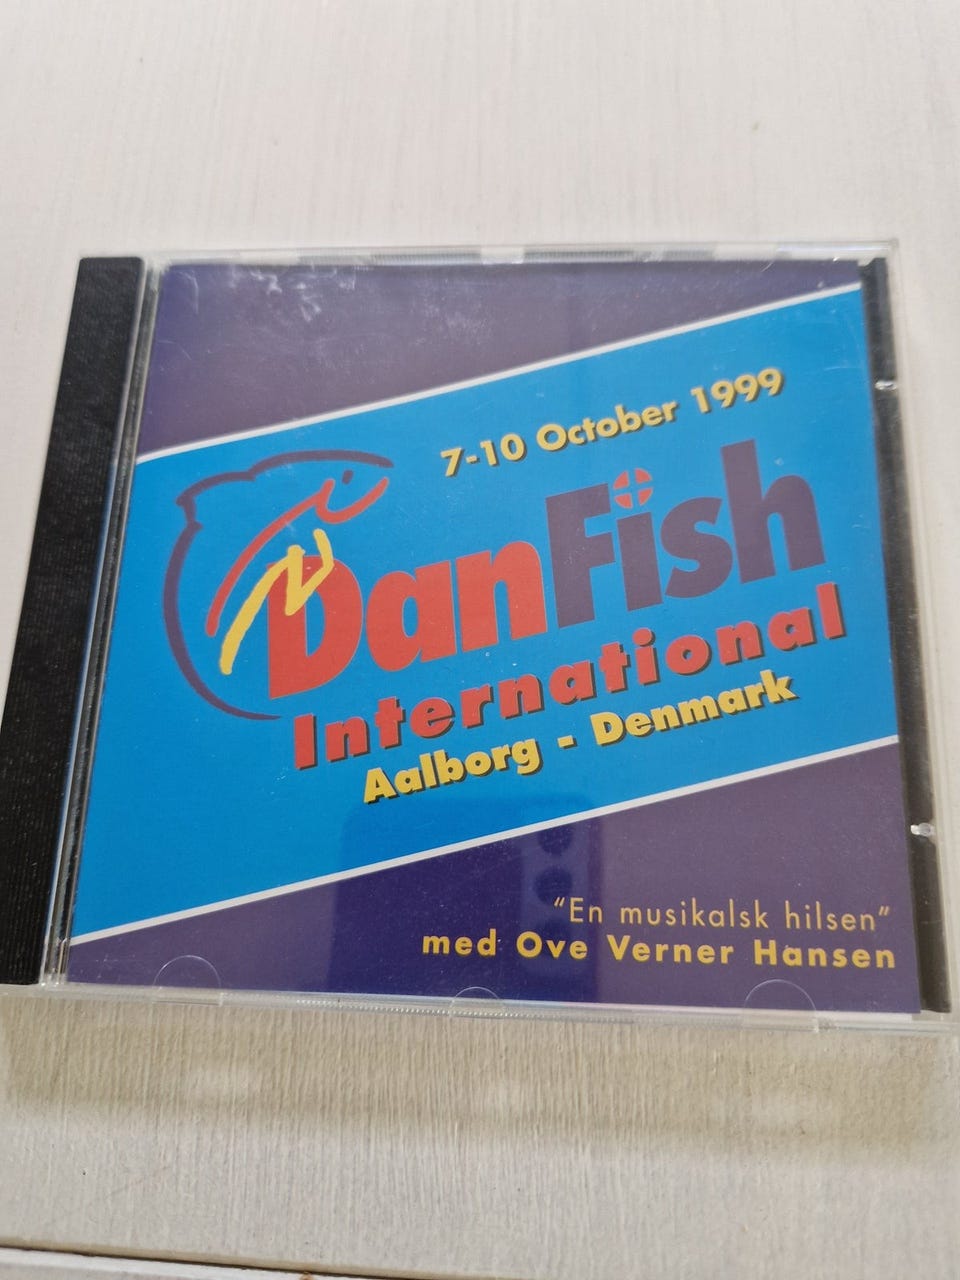 7-10 October 1999
DanFish
International
Aalborg - Denmark
"En musikalsk hilsen"
med Ove Verner Hansen